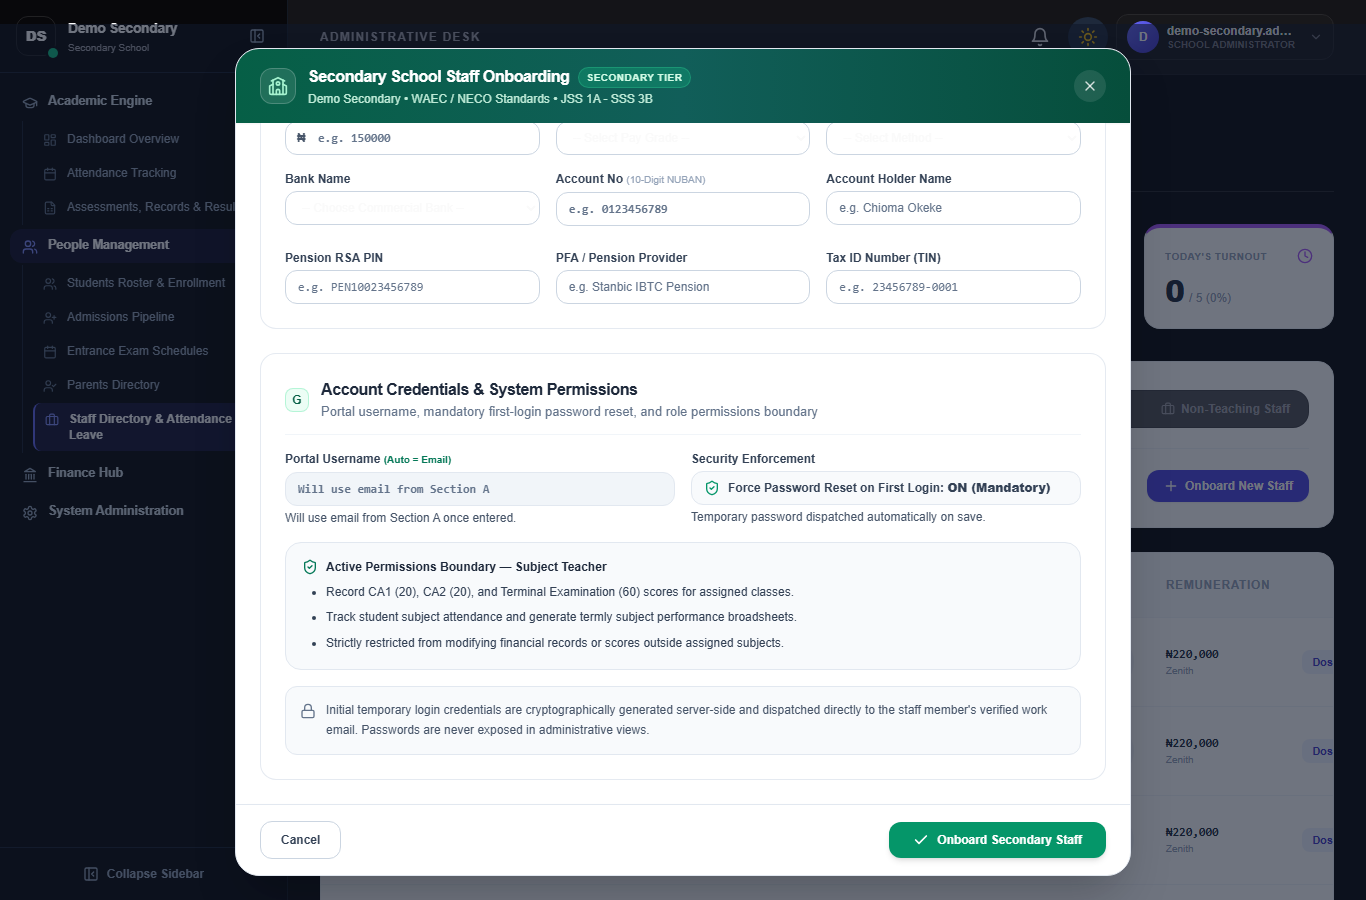 DS
Demo Secondary
Secondary School
ADMINISTRATIVE DESK
D
demo-secondary.ad...
SCHOOL ADMINISTRATOR
Academic Engine
Dashboard Overview
Attendance Tracking
Assessments, Records & Resul
People Management
Students Roster & Enrollment
Admissions Pipeline
Entrance Exam Schedules
Parents Directory
Staff Directory & Attendance
Leave
Finance Hub
System Administration
Collapse Sidebar
Secondary School Staff Onboarding
SECONDARY TIER
Demo Secondary • WAEC / NECO Standards • JSS 1A - SSS 3B
₦ e.g. 150000
-- Select Pay Grade --
-- Select Method --
Bank Name
Account No (10-Digit NUBAN)
Account Holder Name
-- Choose Commercial Bank --
e.g. 0123456789
e.g. Chioma Okeke
Pension RSA PIN
PFA / Pension Provider
Tax ID Number (TIN)
e.g. PEN10023456789
e.g. Stanbic IBTC Pension
e.g. 23456789-0001
G
Account Credentials & System Permissions
Portal username, mandatory first-login password reset, and role permissions boundary
Portal Username (Auto = Email)
Security Enforcement
Will use email from Section A
Force Password Reset on First Login: ON (Mandatory)
Will use email from Section A once entered.
Temporary password dispatched automatically on save.
Active Permissions Boundary — Subject Teacher
• Record CA1 (20), CA2 (20), and Terminal Examination (60) scores for assigned classes.
• Track student subject attendance and generate termly subject performance broadsheets.
• Strictly restricted from modifying financial records or scores outside assigned subjects.
Initial temporary login credentials are cryptographically generated server-side and dispatched directly to the staff member's verified work
email. Passwords are never exposed in administrative views.
Cancel
Onboard Secondary Staff
TODAY'S TURNOUT
0 / 5 (0%)
Non-Teaching Staff
Onboard New Staff
REMUNERATION
₦220,000
Zenith
Dos
₦220,000
Zenith
Dos
₦220,000
Zenith
Dos